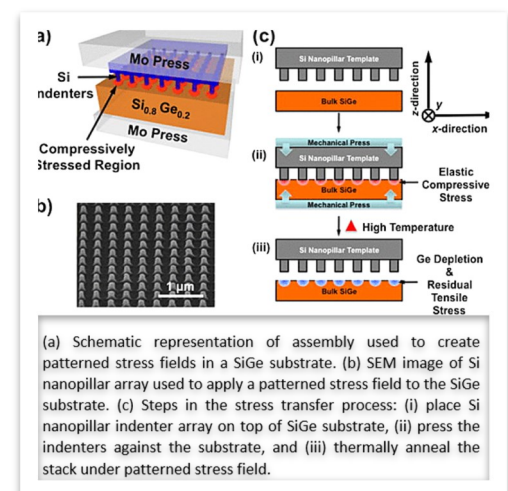 a)
Mo Press
Si
ndenters
Si0.8 Ge0.2
Mo Press
Compressively
Stressed Region
b)
1 μm
(c)
(i)
Si Nanopillar Template
Bulk SiGe
z-direction
y
x-direction
Mechanical Press
(ii)
Si Nanopillar Template
Bulk SiGe
Mechanical Press
Elastic
Compressive
Stress
High Temperature
(iii)
Si Nanopillar Template
Bulk SiGe
Ge Depletion
&
Residual
Tensile
Stress
(a) Schematic representation of assembly used to create
patterned stress fields in a SiGe substrate. (b) SEM image of Si
nanopillar array used to apply a patterned stress field to the SiGe
substrate. (c) Steps in the stress transfer process: (i) place Si
nanopillar indenter array on top of SiGe substrate, (ii) press the
indenters against the substrate, and (iii) thermally anneal the
stack under patterned stress field.